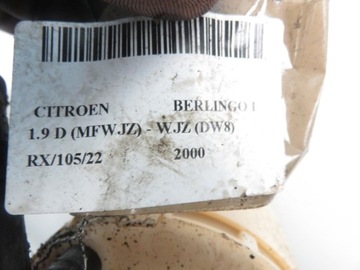 CITROEN BERLINGO I
1.9 D (MFWJZ) - WJZ (DW8)
RX/105/22 2000